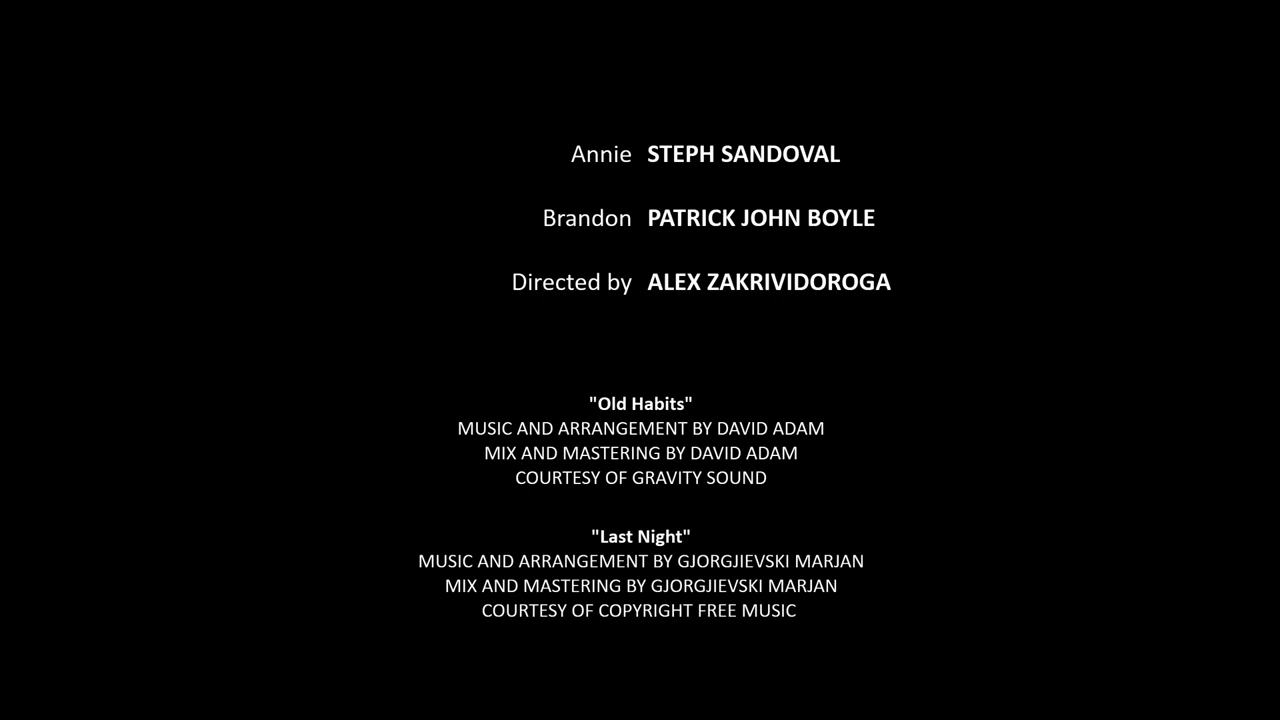 Annie STEPH SANDOVAL
Brandon PATRICK JOHN BOYLE
Directed by ALEX ZAKRIVIDOROGA
"Old Habits"
MUSIC AND ARRANGEMENT BY DAVID ADAM
MIX AND MASTERING BY DAVID ADAM
COURTESY OF GRAVITY SOUND
"Last Night"
MUSIC AND ARRANGEMENT BY GJORGJIEVSKI MARJAN
MIX AND MASTERING BY GJORGJIEVSKI MARJAN
COURTESY OF COPYRIGHT FREE MUSIC